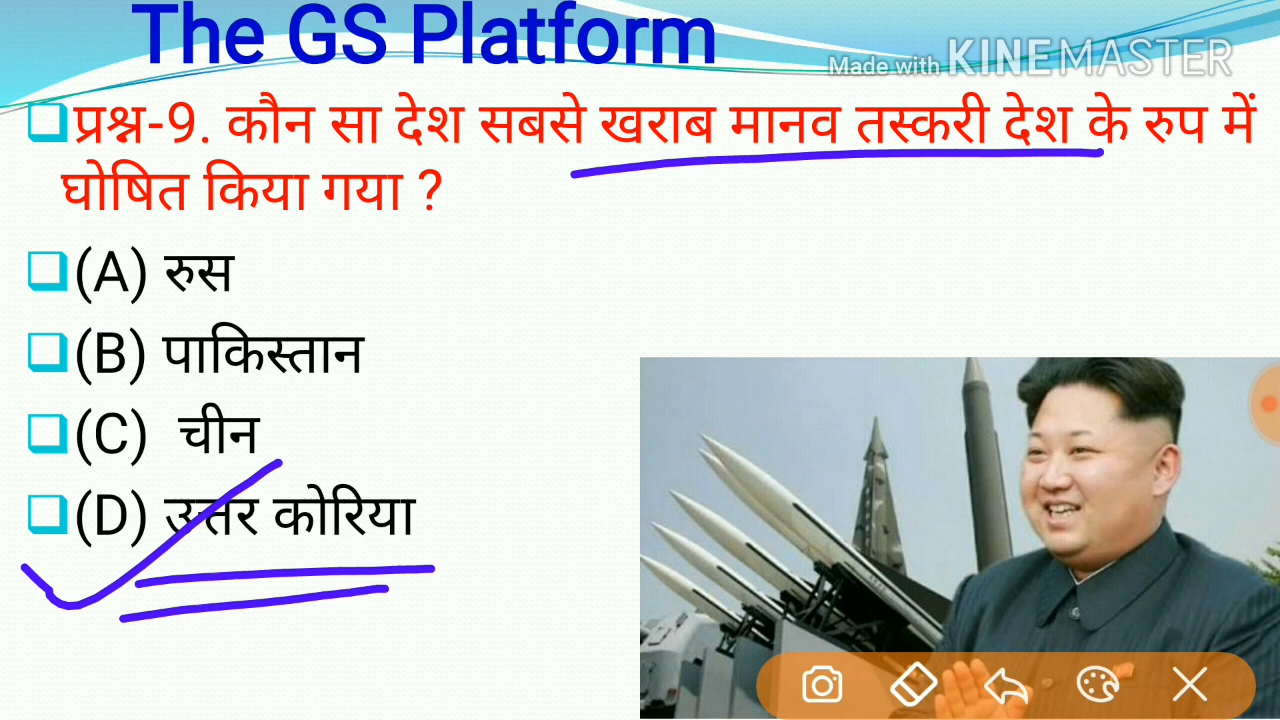 The GS Platform
Made with KINEMASTER
प्रश्न-9. कौन सा देश सबसे खराब मानव तस्करी देश के रुप में
घोषित किया गया ?
(A) रुस
(B) पाकिस्तान
(C) चीन
(D) उत्तर कोरिया